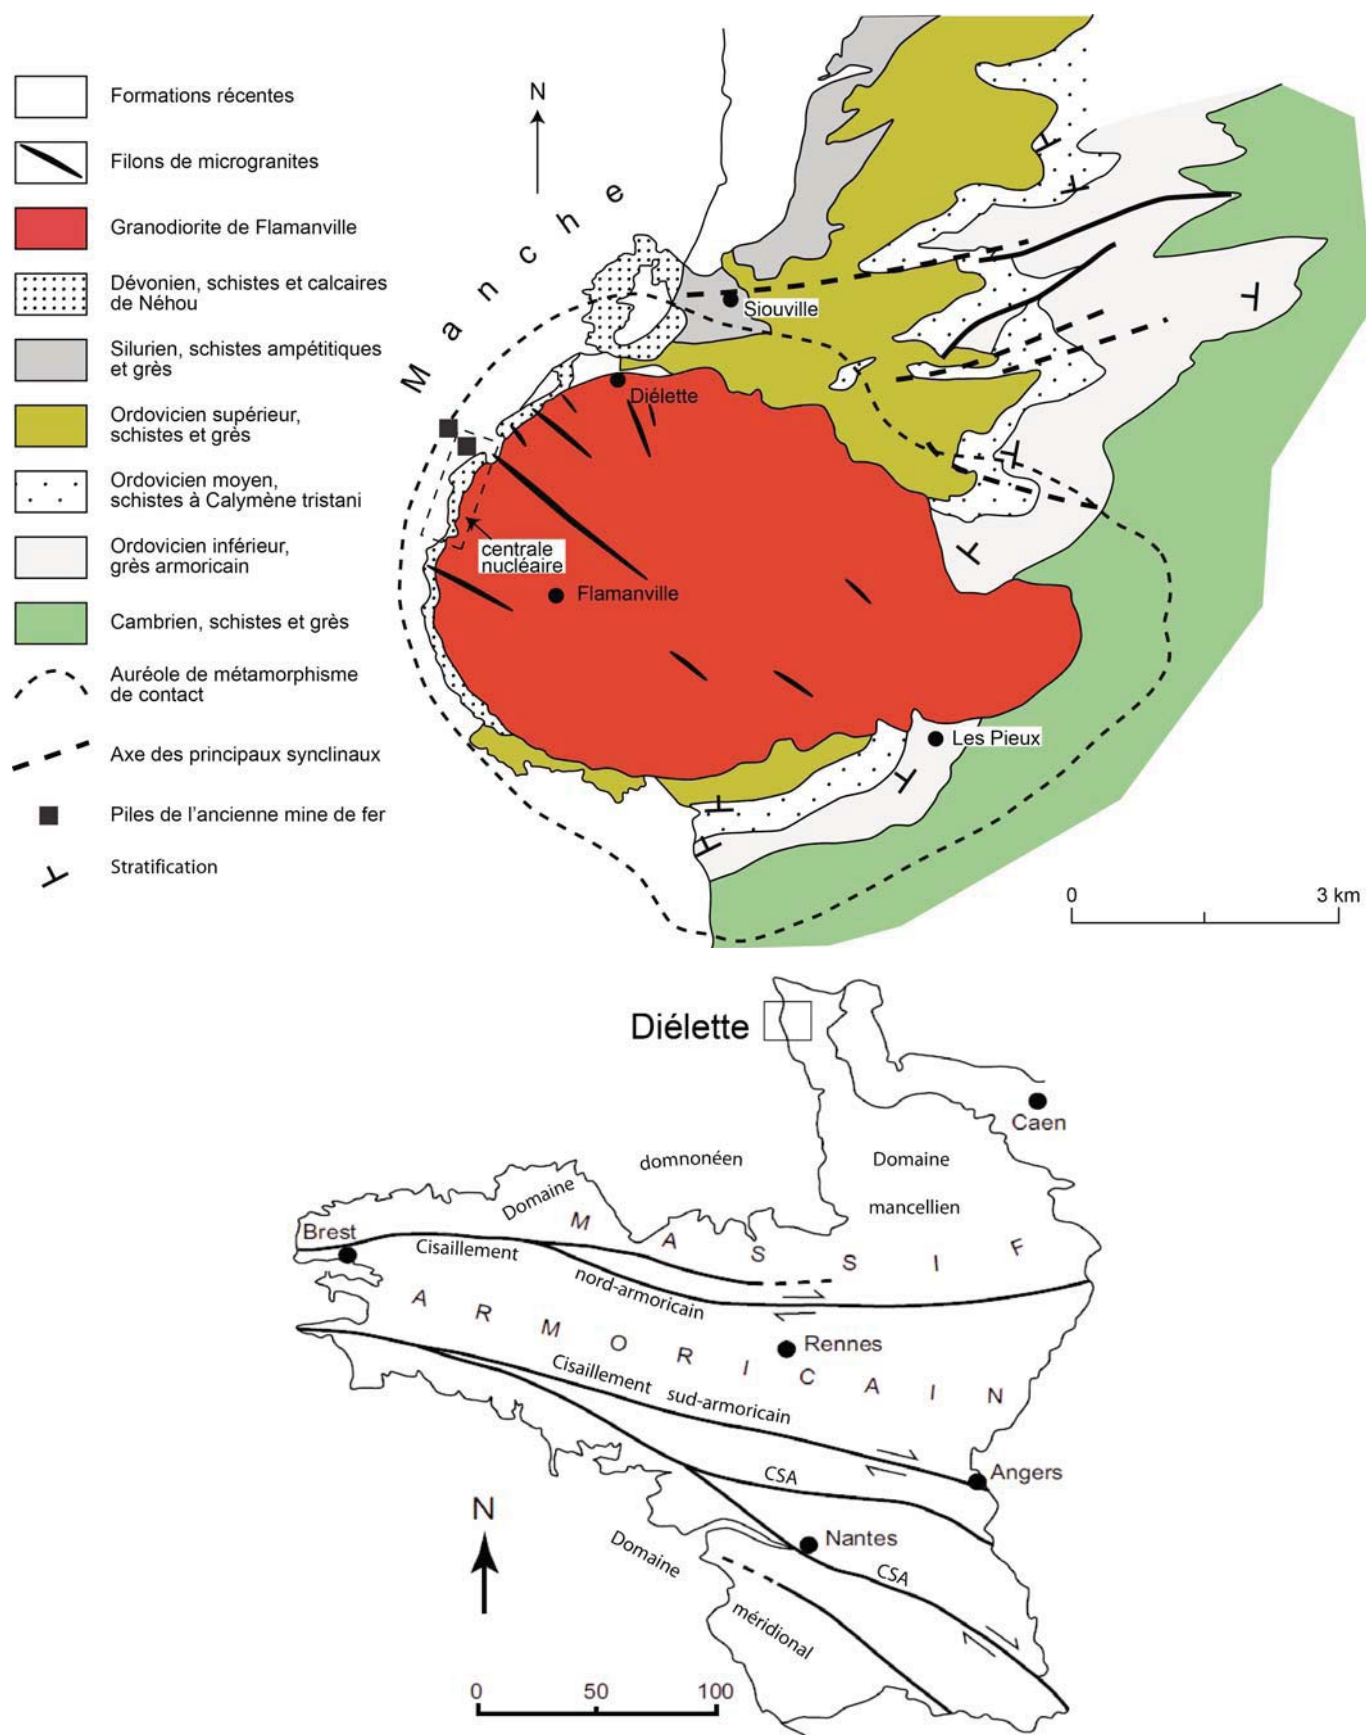 Formations récentes
Filons de microgranites
Granodiorite de Flamanville
Dévonien, schistes et calcaires
de Néhou
Silurien, schistes ampétitiques
et grès
Ordovicien supérieur,
schistes et grès
Ordovicien moyen,
schistes à Calymène tristani
Ordovicien inférieur,
grès armoricain
Cambrien, schistes et grès
Auréole de métamorphisme
de contact
Axe des principaux synclinaux
Piles de l'ancienne mine de fer
Stratification
N
Manche
Siouville
Diélette
centrale
nucléaire
Flamanville
Les Pieux
0 3 km
Diélette
Caen
domnonéen
Domaine
Domaine
mancellien
MASSIF
Brest
Cisaillement
nord-armoricain
ARMORICAIN
Rennes
Cisaillement sud-armoricain
CSA
Angers
N
Nantes
Domaine
CSA
méridional
0 50 100